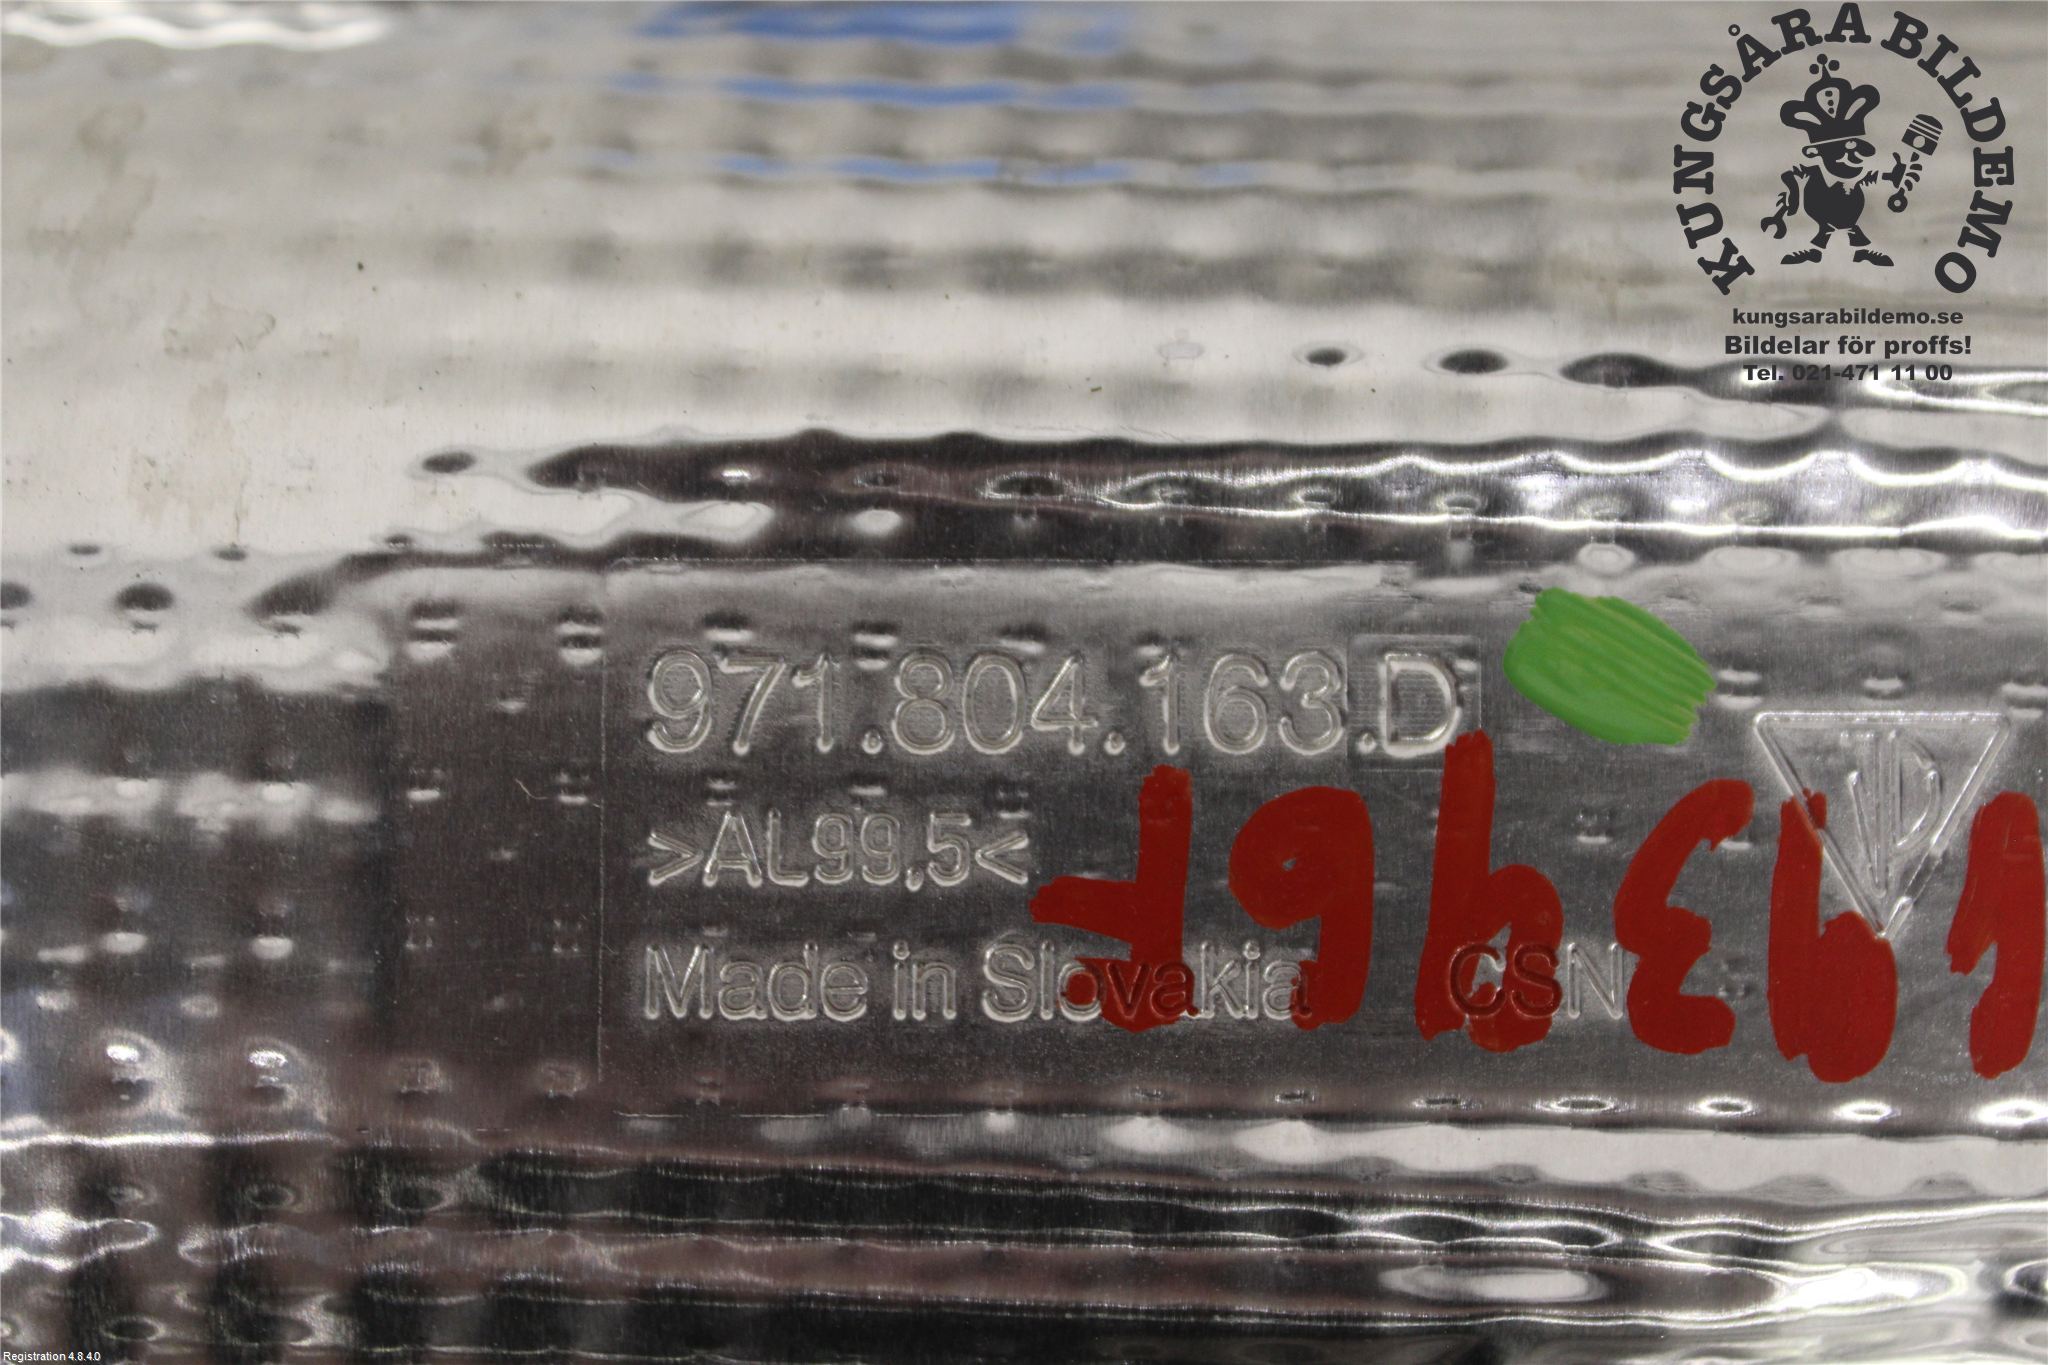 KUNGSÅRA BILDEMO
kungsarabildemo.se
Bildelar för proffs!
Tel. 021-471 11 00
971.804.163.D
>AL99,5<
Made in Slovakia CSN
Registration 4.8.4.0